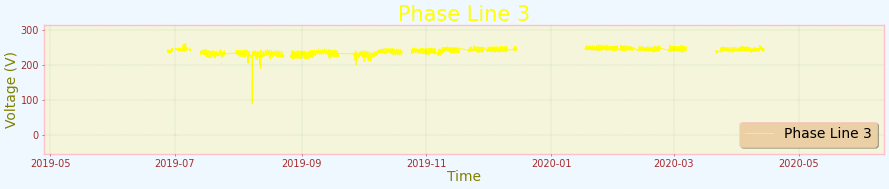 Phase Line 3
Voltage (V)
300
200
100
0
Phase Line 3
2019-05 2019-07 2019-09 2019-11 2020-01 2020-03 2020-05
Time